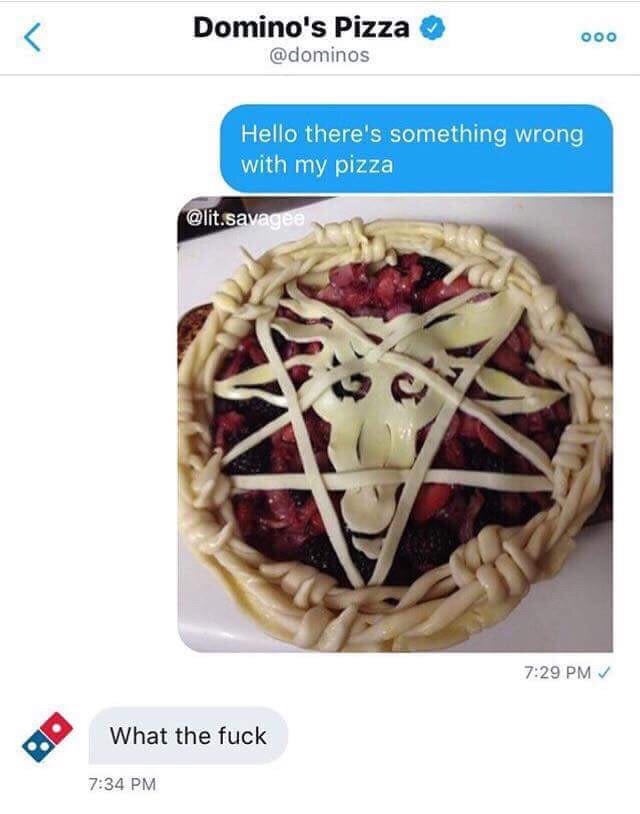 Domino's Pizza
@dominos
Hello there's something wrong
with my pizza
@lit.savagee
7:29 PM
What the fuck
7:34 PM